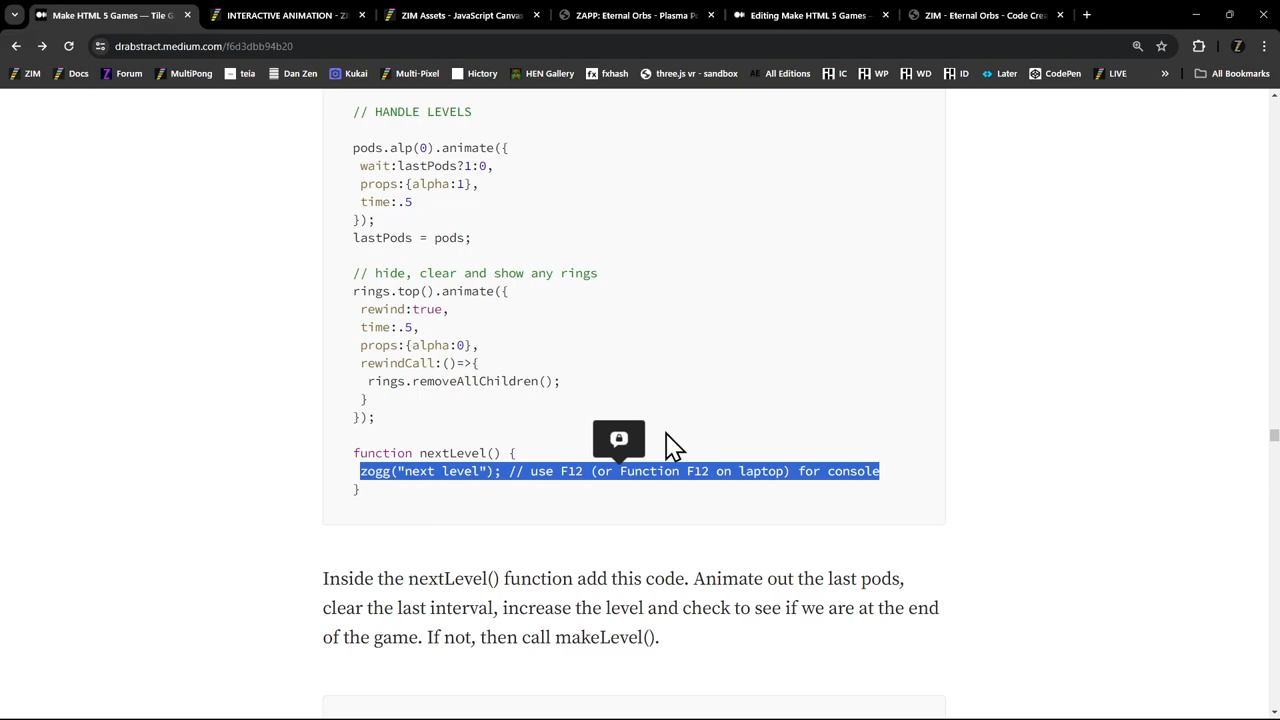 Make HTML 5 Games — Tile G
INTERACTIVE ANIMATION - Z
ZIM Assets - JavaScript Canvas
ZAPP: Eternal Orbs - Plasma P
Editing Make HTML 5 Games –
ZIM - Eternal Orbs - Code Crea
drabstract.medium.com/f6d3dbb94b20
ZIM
Docs
Forum
MultiPong
teia
Dan Zen
Kukai
Multi-Pixel
Hictory
HEN Gallery
fx fxhash
three.js vr - sandbox
AE All Editions
IC
WP
WD
ID
Later
CodePen
LIVE
»
All Bookmarks
// HANDLE LEVELS
pods.alp(0).animate({
wait:lastPods?1:0,
props:{alpha:1},
time:.5
});
lastPods = pods;
// hide, clear and show any rings
rings.top().animate({
rewind:true,
time:.5,
props:{alpha:0},
rewindCall:()=>{
rings.removeAllChildren();
}
});
function nextLevel() {
zogg("next level"); // use F12 (or Function F12 on laptop) for console
}
Inside the nextLevel() function add this code. Animate out the last pods,
clear the last interval, increase the level and check to see if we are at the end
of the game. If not, then call makeLevel().